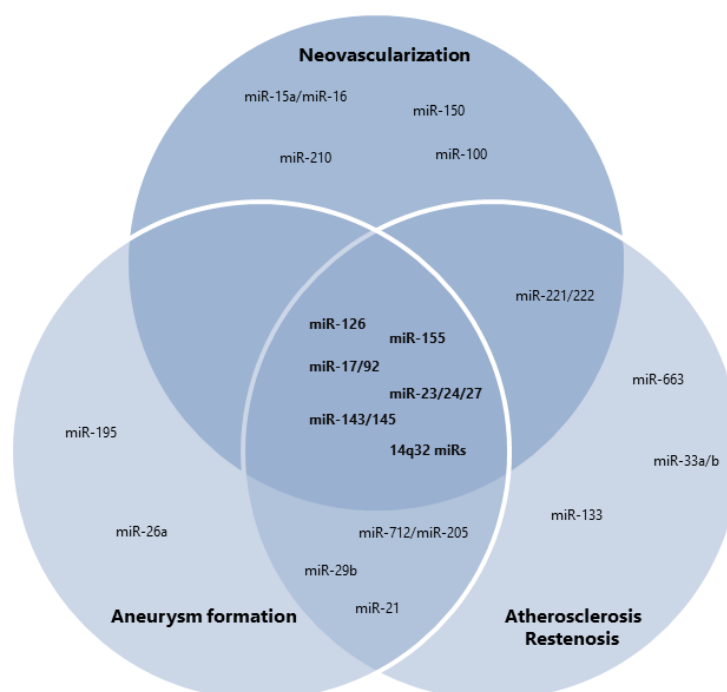 Neovascularization
miR-15a/miR-16
miR-150
miR-210
miR-100
miR-221/222
miR-126
miR-155
miR-17/92
miR-663
miR-23/24/27
miR-143/145
miR-195
14q32 miRs
miR-33a/b
miR-133
miR-26a
miR-712/miR-205
miR-29b
miR-21
Aneurysm formation
Atherosclerosis
Restenosis